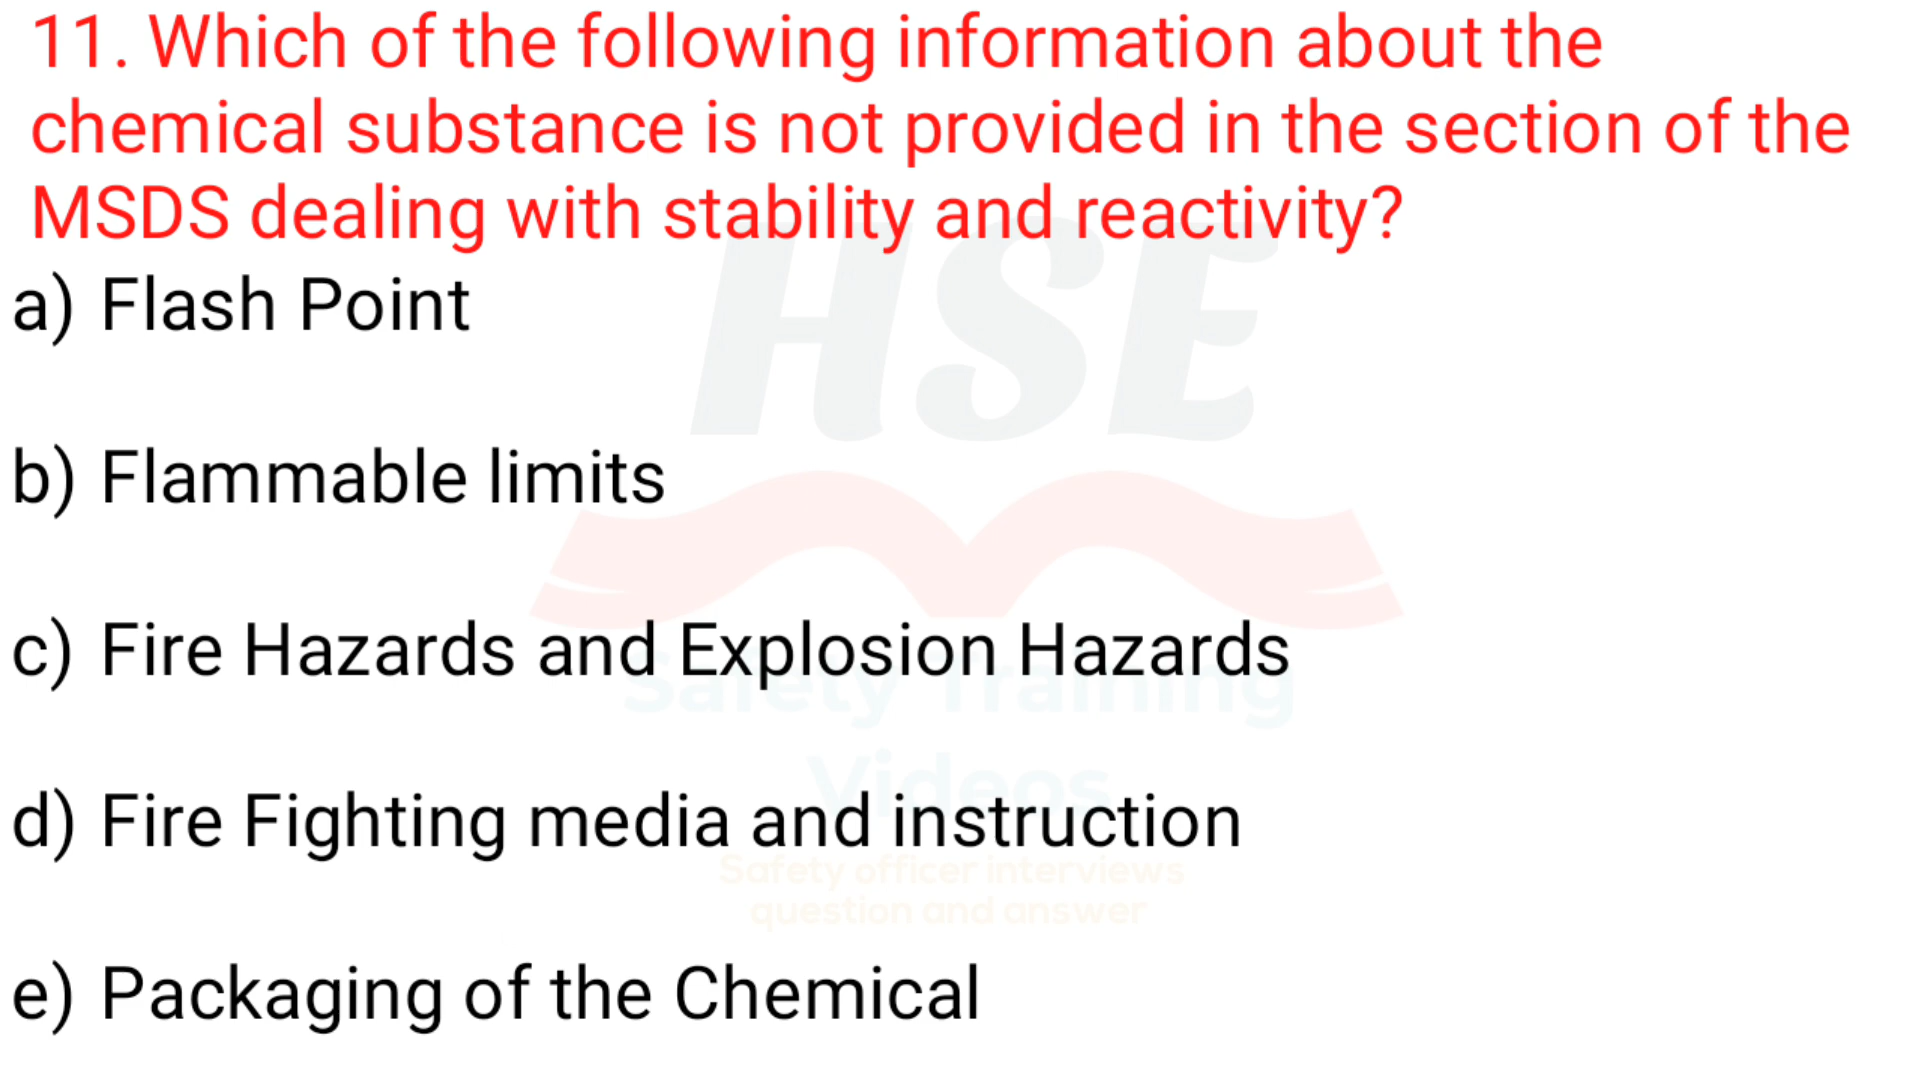 11. Which of the following information about the
chemical substance is not provided in the section of the
MSDS dealing with stability and reactivity?
HSE
a) Flash Point
b) Flammable limits
c) Fire Hazards and Explosion Hazards
Safety Training
Videos
d) Fire Fighting media and instruction
Safety officer interviews
question and answer
e) Packaging of the Chemical